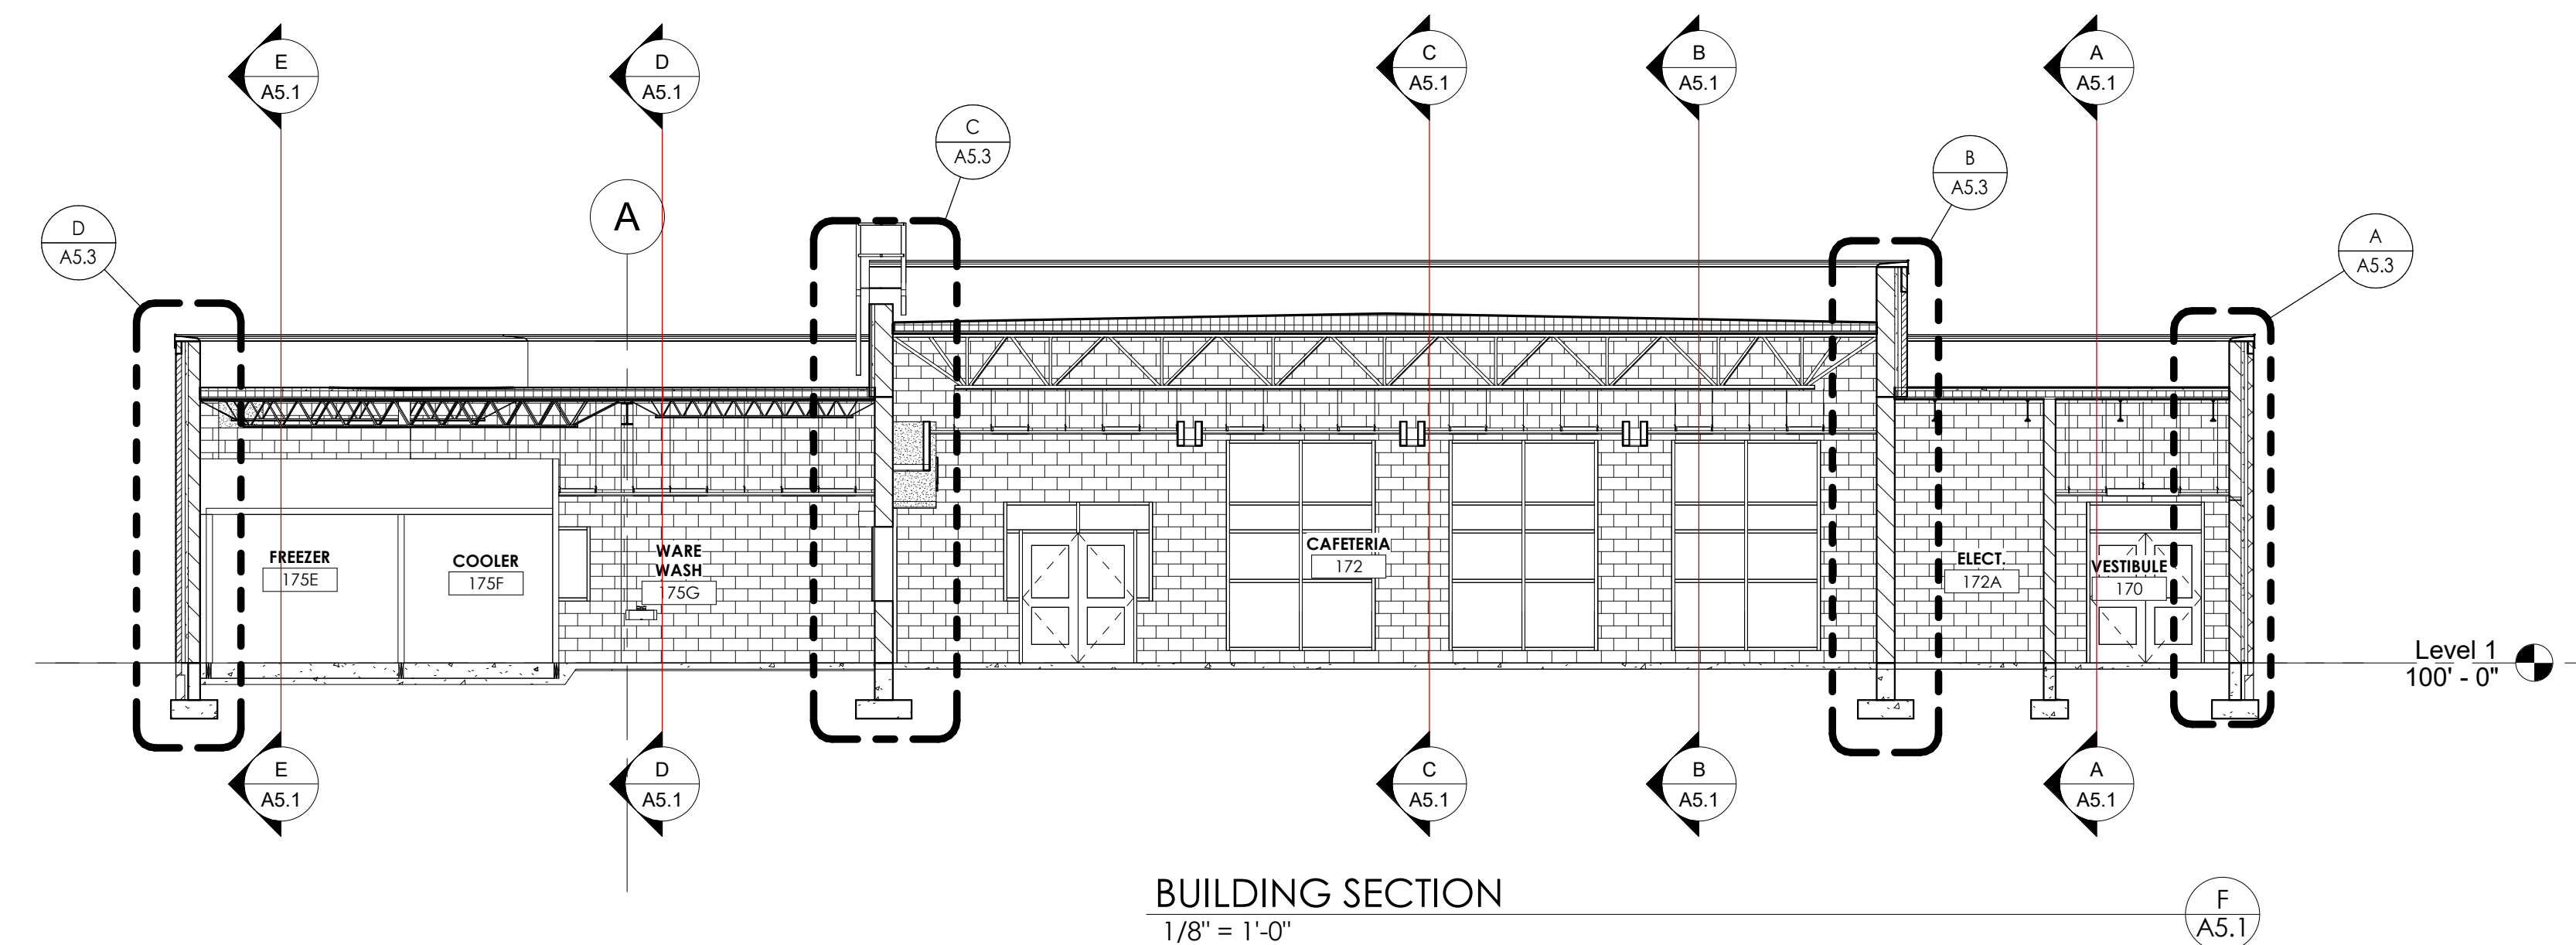 E
A5.1
D
A5.1
C
A5.1
B
A5.1
A
A5.1
C
A5.3
B
A5.3
A
D
A5.3
A
A5.3
FREEZER
175E
COOLER
175F
WARE
WASH
175G
CAFETERIA
172
ELECT.
172A
VESTIBULE
170
Level 1
100' - 0"
E
A5.1
D
A5.1
C
A5.1
B
A5.1
A
A5.1
BUILDING SECTION
1/8" = 1'-0"
F
A5.1